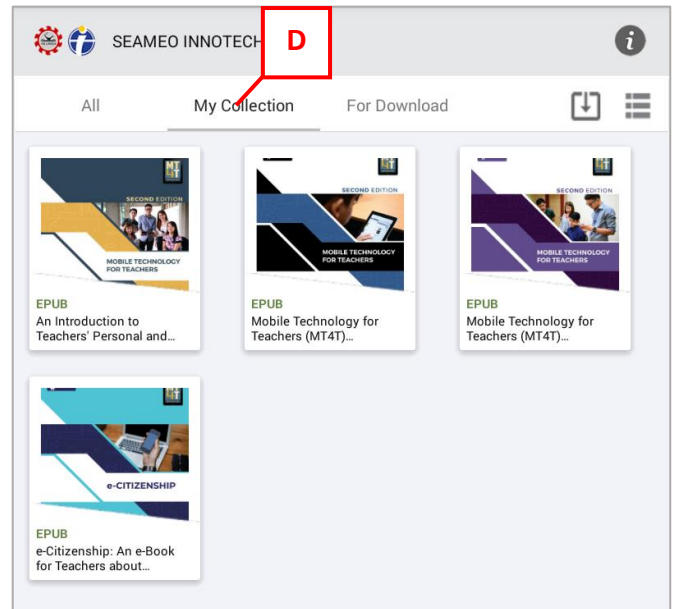 SEAMEO INNOTECH
D
All
My Collection
For Download
MT
4T
SECOND EDITION
MOBILE TECHNOLOGY
FOR TEACHERS
EPUB
An Introduction to
Teachers' Personal and...
SECOND EDITION
MOBILE TECHNOLOGY
FOR TEACHERS
EPUB
Mobile Technology for
Teachers (MT4T)...
SECOND EDITION
MOBILE TECHNOLOGY
FOR TEACHERS
EPUB
Mobile Technology for
Teachers (MT4T)...
e-CITIZENSHIP
EPUB
e-Citizenship: An e-Book
for Teachers about...